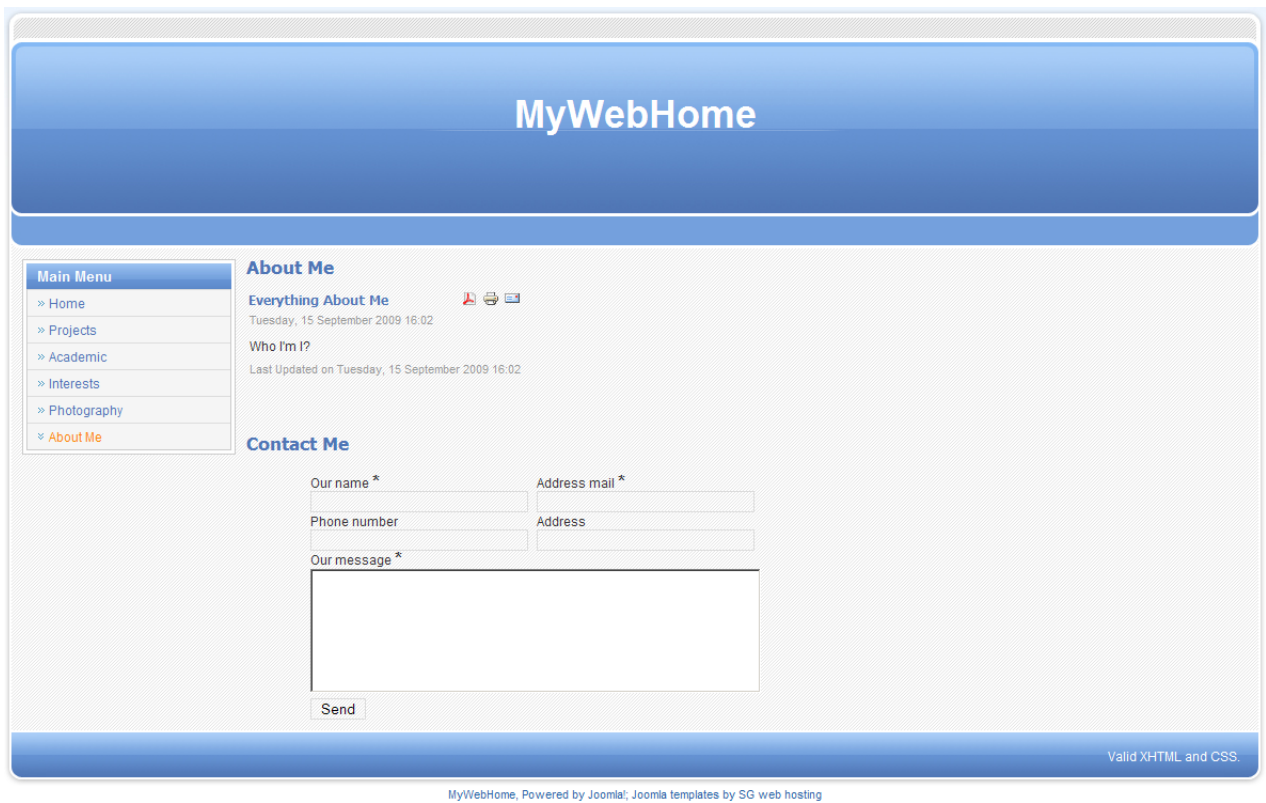 MyWebHome
Main Menu
» Home
» Projects
» Academic
» Interests
» Photography
» About Me
About Me
Everything About Me
Tuesday, 15 September 2009 16:02
Who I'm I?
Last Updated on Tuesday, 15 September 2009 16:02
Contact Me
Our name * Address mail *
Phone number Address
Our message *
Send
Valid XHTML and CSS.
MyWebHome, Powered by Joomla!; Joomla templates by SG web hosting